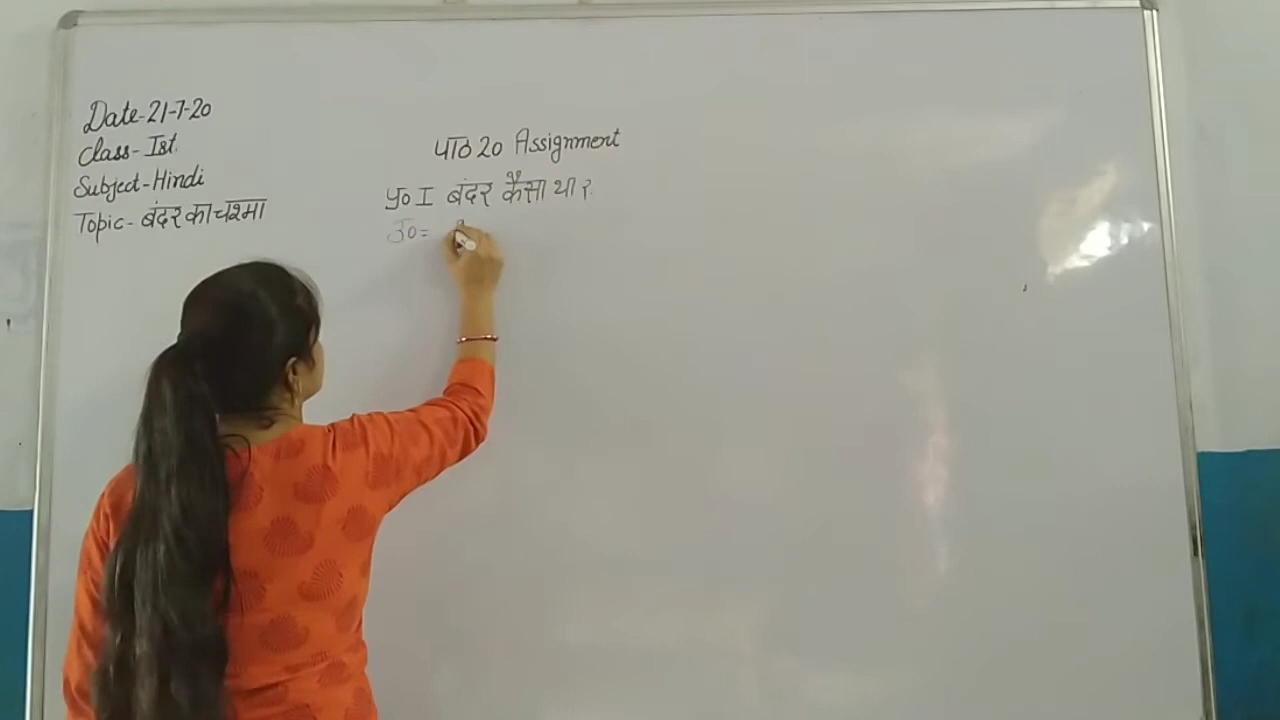 Date-21-7-20
Class-Ist.
Subject-Hindi
Topic-बंदर का चश्मा
पाठ 20 Assignment
प्र० I बंदर कैसा था ?
उ०=